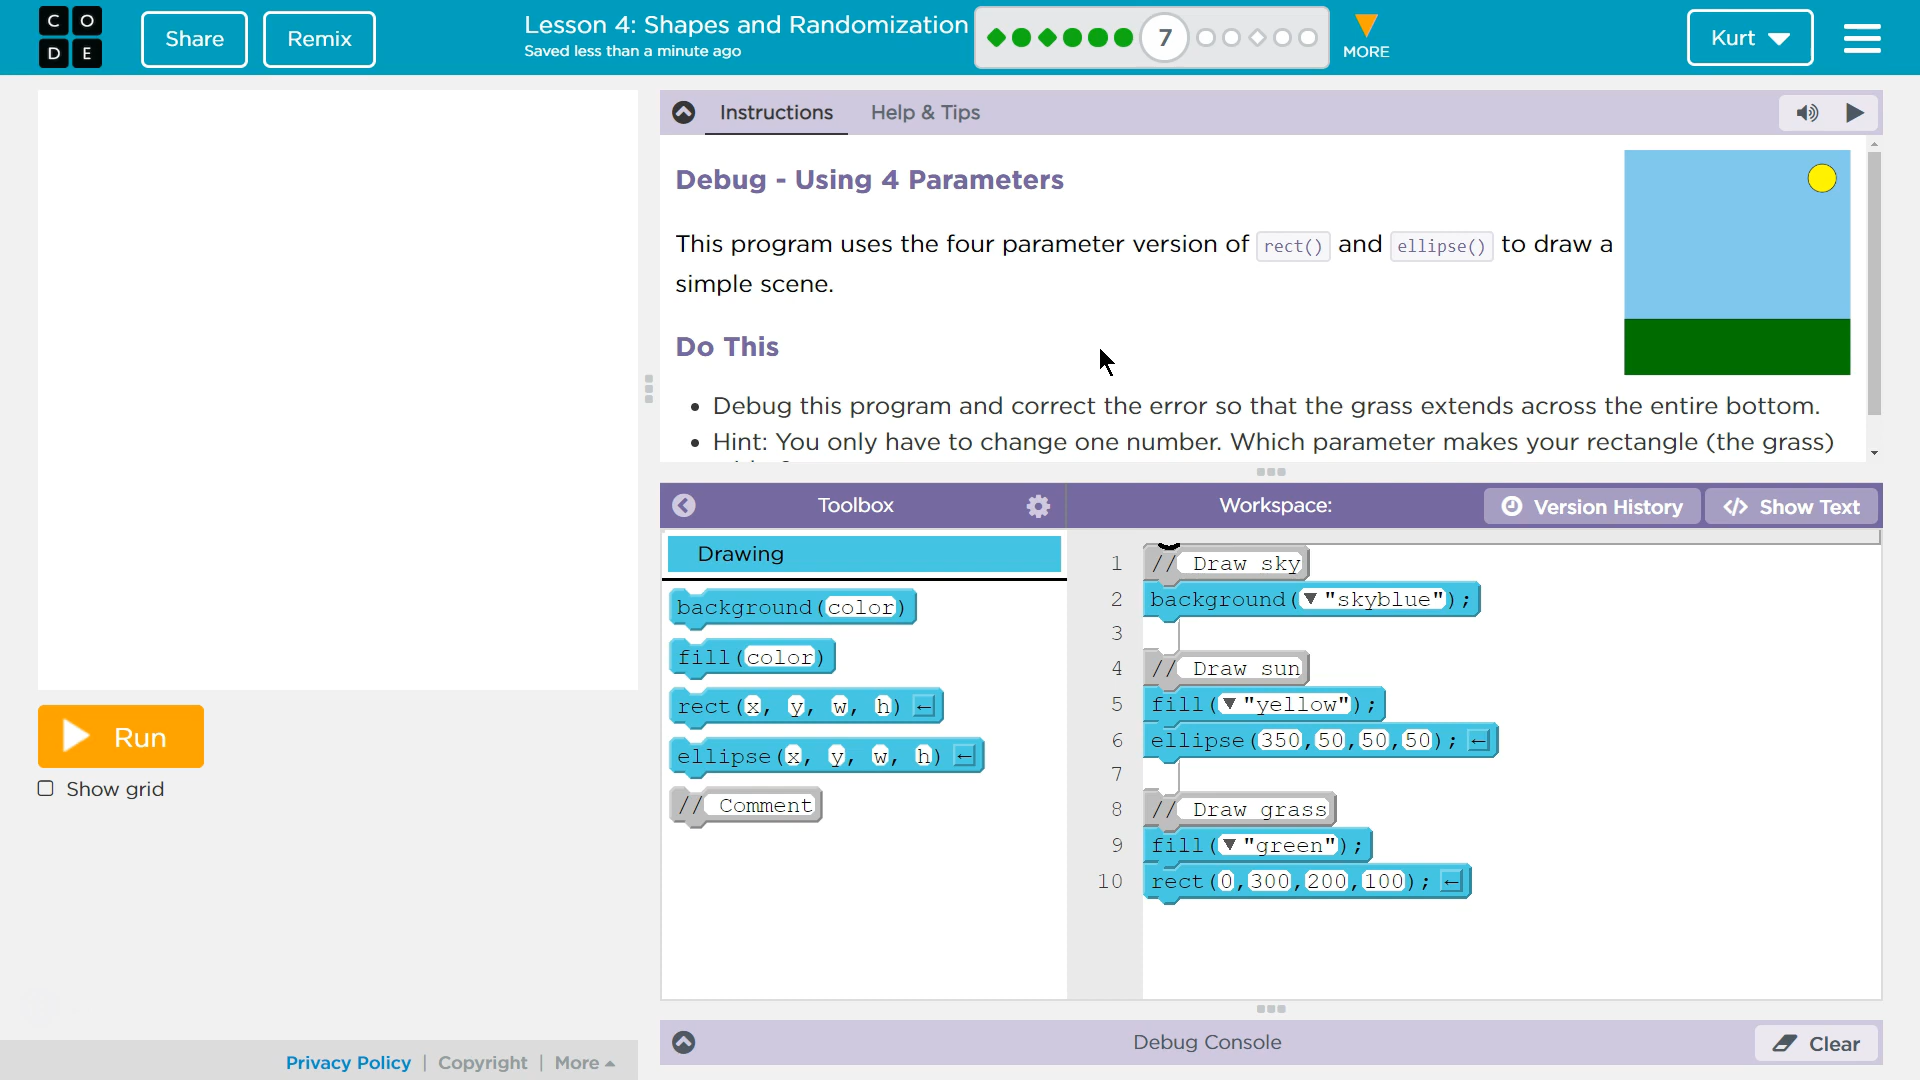 CODE
Share
Remix
Lesson 4: Shapes and Randomization
Saved less than a minute ago
7
MORE
Kurt
Instructions
Help & Tips
Debug - Using 4 Parameters
This program uses the four parameter version of rect() and ellipse() to draw a
simple scene.
Do This
• Debug this program and correct the error so that the grass extends across the entire bottom.
• Hint: You only have to change one number. Which parameter makes your rectangle (the grass)
Run
Show grid
Toolbox
Workspace:
Version History
</> Show Text
Drawing
background(color)
fill(color)
rect(x, y, w, h) ←
ellipse(x, y, w, h) ←
// Comment
1 // Draw sky
2 background(▼"skyblue");
3
4 // Draw sun
5 fill(▼"yellow");
6 ellipse(350,50,50,50); ←
7
8 // Draw grass
9 fill(▼"green");
10 rect(0,300,200,100); ←
Debug Console
Clear
Privacy Policy | Copyright | More